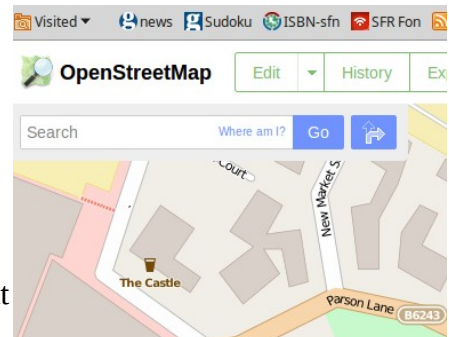 Visited news Sudoku ISBN-sfn SFR Fon
OpenStreetMap Edit History
Search Where am I? Go
Court
New Market
The Castle
Parson Lane
B6243